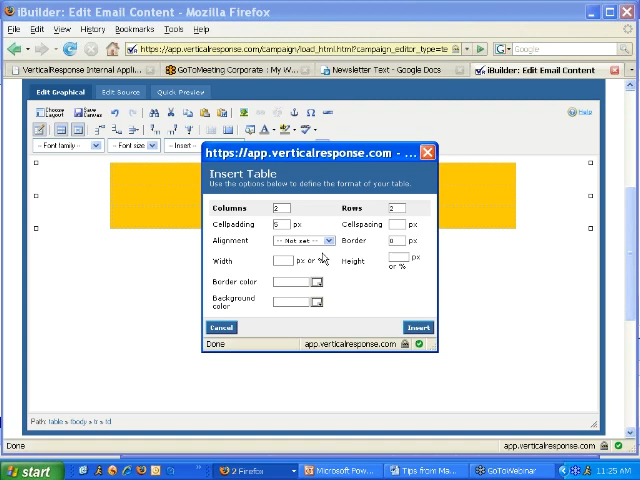 iBuilder: Edit Email Content - Mozilla Firefox
File Edit View History Bookmarks Tools Help
https://app.verticalresponse.com/campaign/load_html.html?campaign_editor_type=te
Google
VerticalResponse Internal Appli...
GoToMeeting Corporate : My W...
Newsletter Text - Google Docs
iBuilder: Edit Email Content
Edit Graphical Edit Source Quick Preview
Choose Layout
Save Canvas
Help
-- Font family -- -- Font size -- -- Insert --
https://app.verticalresponse.com - ...
Insert Table
Use the options below to define the format of your table.
Columns 2 Rows 2
Cellpadding 5 px Cellspacing px
Alignment -- Not set -- Border 0 px
Width px or % Height px or %
Border color
Background color
Cancel Insert
Done app.verticalresponse.com
Path: table » tbody » tr » td
Done app.verticalresponse.com
start 2 Firefox Microsoft Pow... Tips from Ma... GoToWebinar 11:25 AM